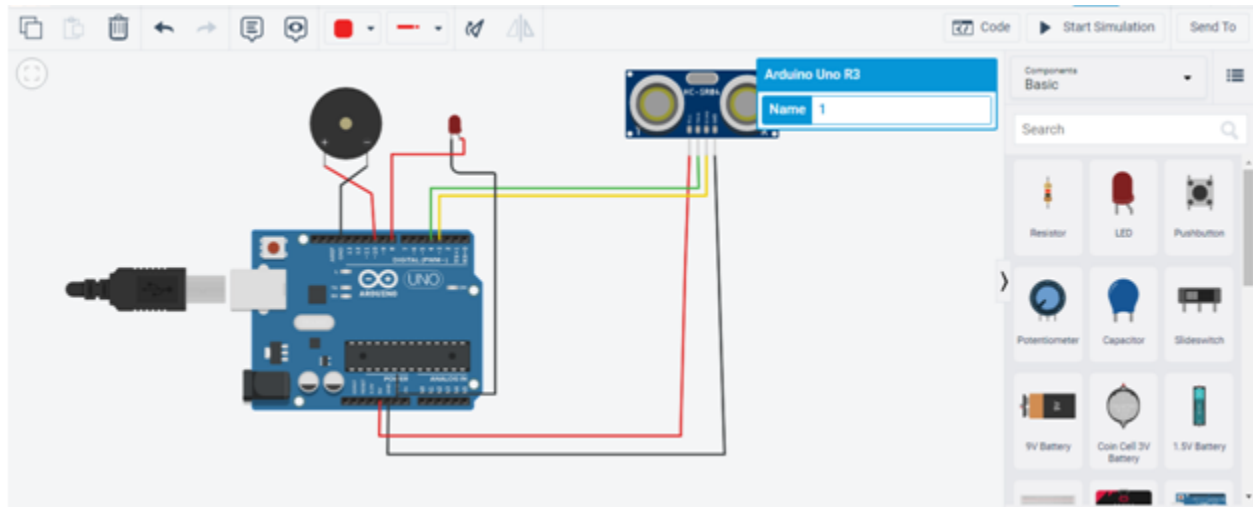 Code
Start Simulation
Send To
Arduino Uno R3
Name 1
HC-SR04
Components
Basic
Search
Resistor
LED
Pushbutton
Potentiometer
Capacitor
Slideswitch
9V Battery
Coin Cell 3V
Battery
1.5V Battery
DIGITAL (PWM~)
UNO
ARDUINO
POWER
ANALOG IN